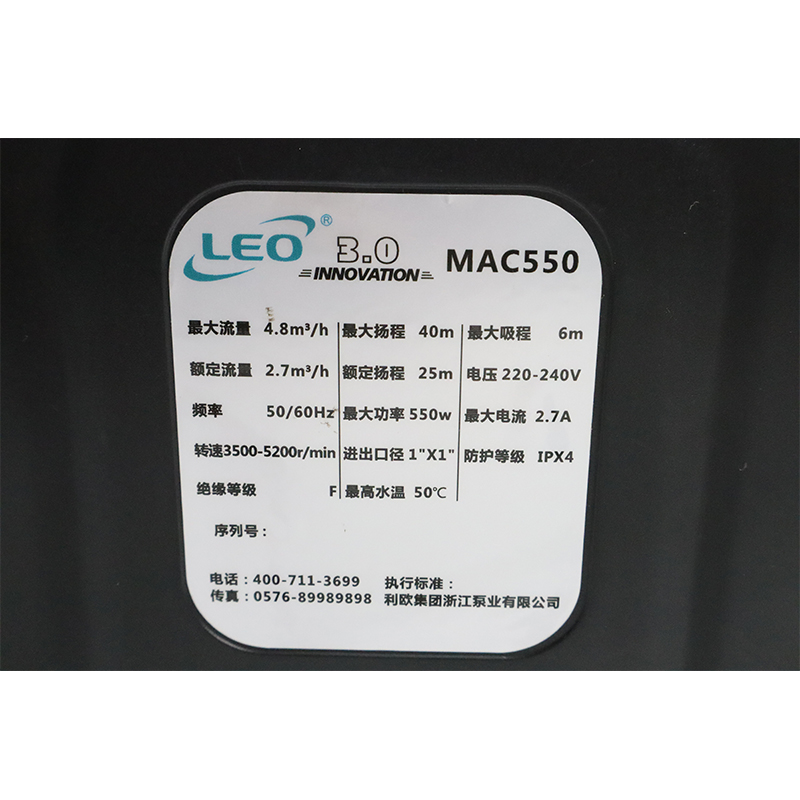 LEO® 3.0 INNOVATION MAC550
最大流量 4.8m³/h 最大扬程 40m 最大吸程 6m
额定流量 2.7m³/h 额定扬程 25m 电压 220-240V
频率 50/60Hz 最大功率 550w 最大电流 2.7A
转速3500-5200r/min 进出口径 1"X1" 防护等级 IPX4
绝缘等级 F 最高水温 50℃
序列号：
电话：400-711-3699 执行标准：
传真：0576-89989898 利欧集团浙江泵业有限公司